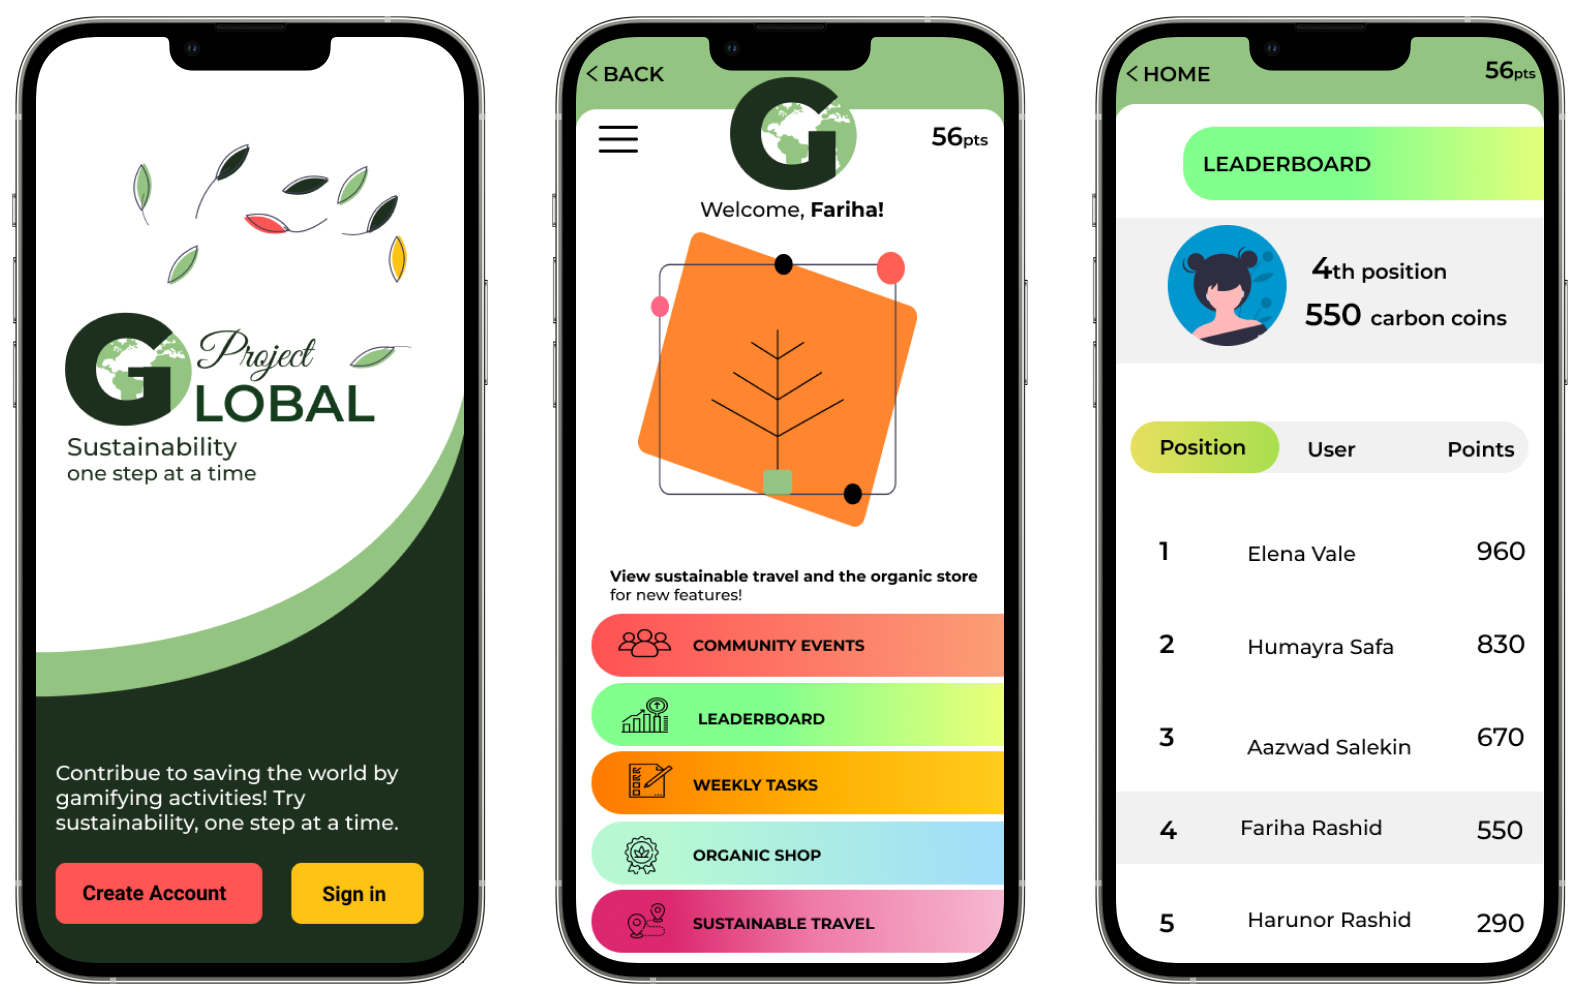 Project
GLOBAL
Sustainability
one step at a time
Contribue to saving the world by
gamifying activities! Try
sustainability, one step at a time.
Create Account
Sign in
< BACK
G
56pts
Welcome, Fariha!
View sustainable travel and the organic store
for new features!
COMMUNITY EVENTS
LEADERBOARD
WEEKLY TASKS
ORGANIC SHOP
SUSTAINABLE TRAVEL
< HOME
56pts
LEADERBOARD
4th position
550 carbon coins
Position User Points
1 Elena Vale 960
2 Humayra Safa 830
3 Aazwad Salekin 670
4 Fariha Rashid 550
5 Harunor Rashid 290